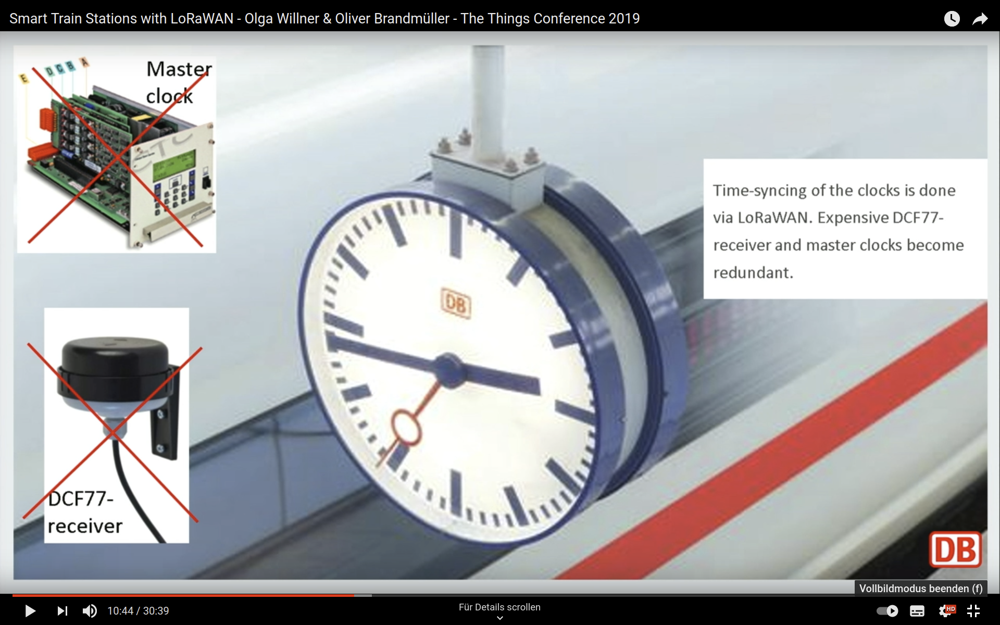 Smart Train Stations with LoRaWAN - Olga Willner & Oliver Brandmüller - The Things Conference 2019
E
D
C
B
A
Master
clock
DB
Time-syncing of the clocks is done
via LoRaWAN. Expensive DCF77-
receiver and master clocks become
redundant.
DCF77-
receiver
DB
Vollbildmodus beenden (f)
10:44 / 30:39
Für Details scrollen
HD